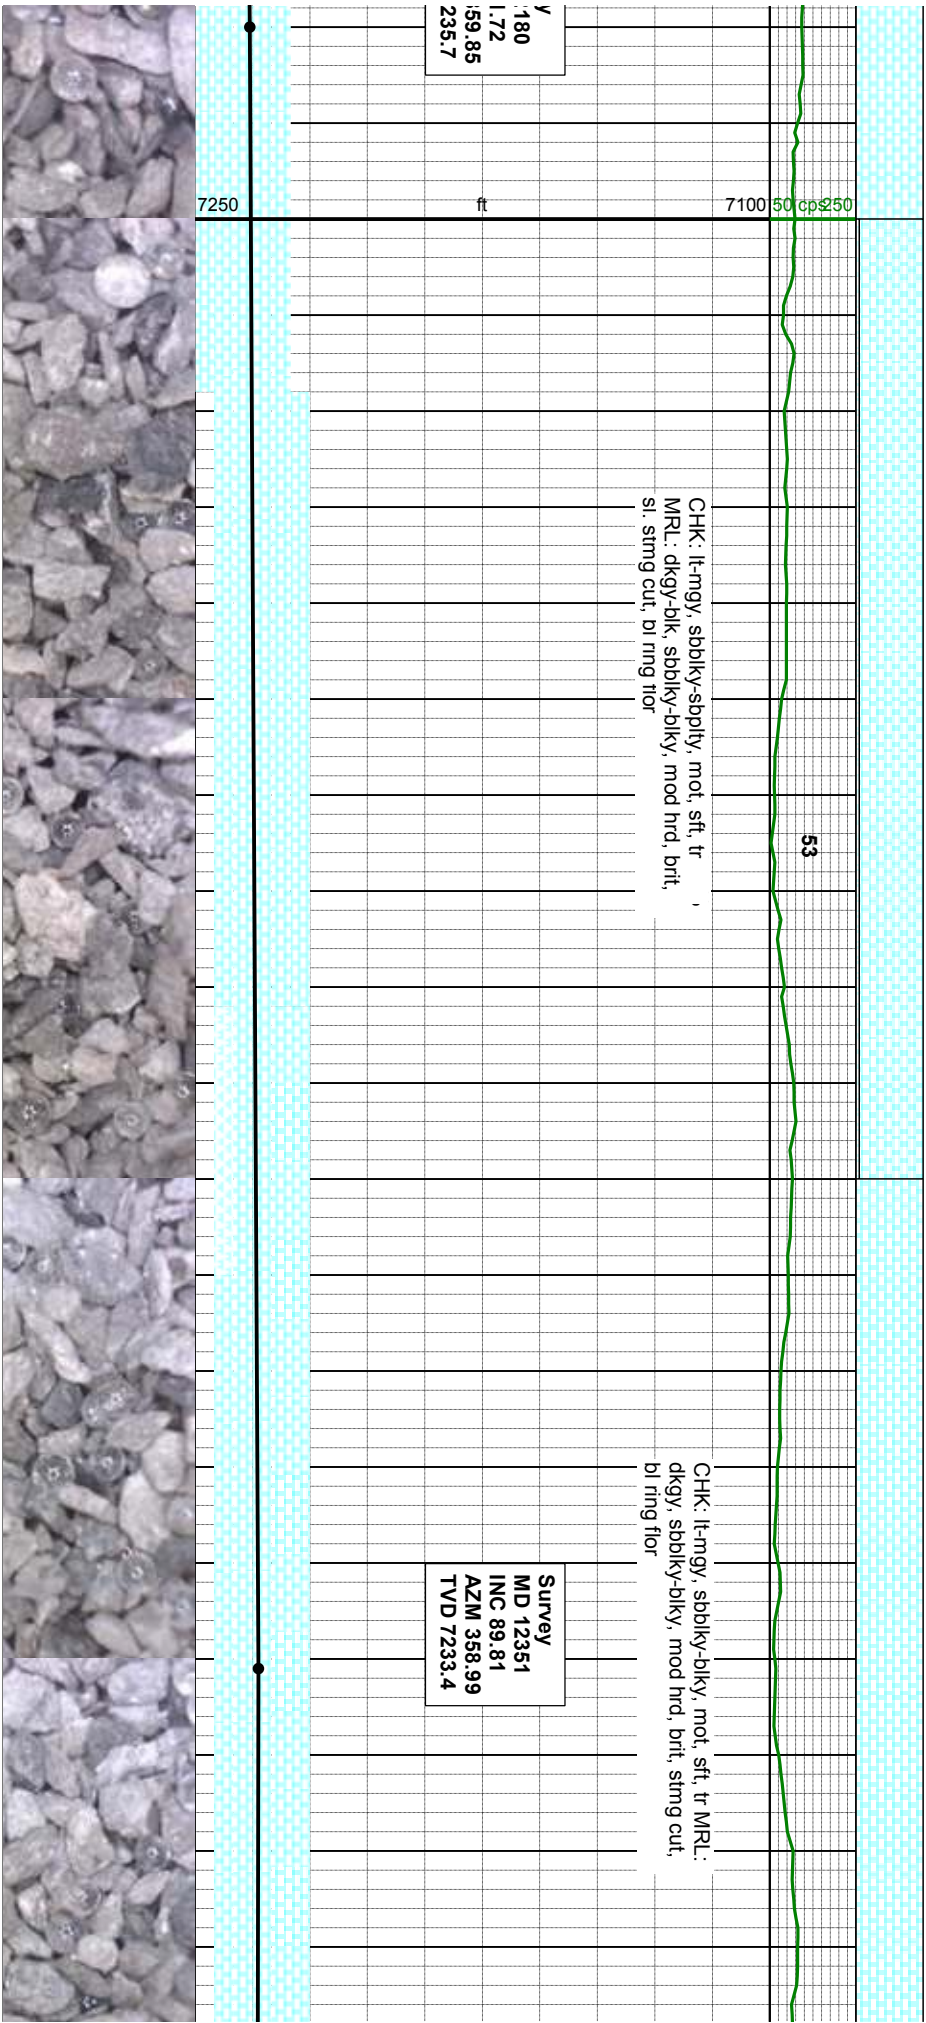 180
.72
59.85
235.7
7250
ft
7100
50
cps
250
CHK: lt-mgy, sbblky-sbplty, mot, sft, tr
MRL: dkgy-blk, sbblky-blky, mod hrd, brit,
sl. stmg cut, bl ring flor
53
CHK: lt-mgy, sbblky-blky, mot, sft, tr MRL:
dkgy, sbblky-blky, mod hrd, brit, stmg cut,
bl ring flor
Survey
MD 12351
INC 89.81
AZM 358.99
TVD 7233.4